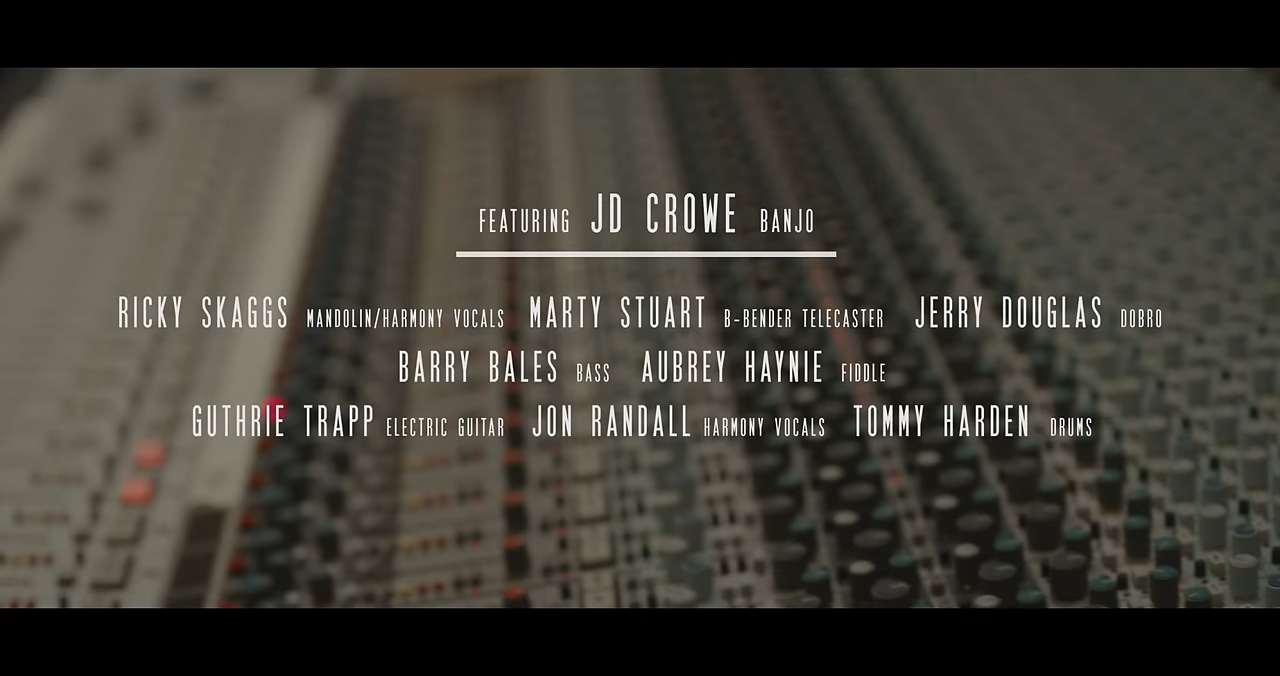 FEATURING JD CROWE BANJO
RICKY SKAGGS MANDOLIN/HARMONY VOCALS MARTY STUART B-BENDER TELECASTER JERRY DOUGLAS DOBRO
BARRY BALES BASS AUBREY HAYNIE FIDDLE
GUTHRIE TRAPP ELECTRIC GUITAR JON RANDALL HARMONY VOCALS TOMMY HARDEN DRUMS